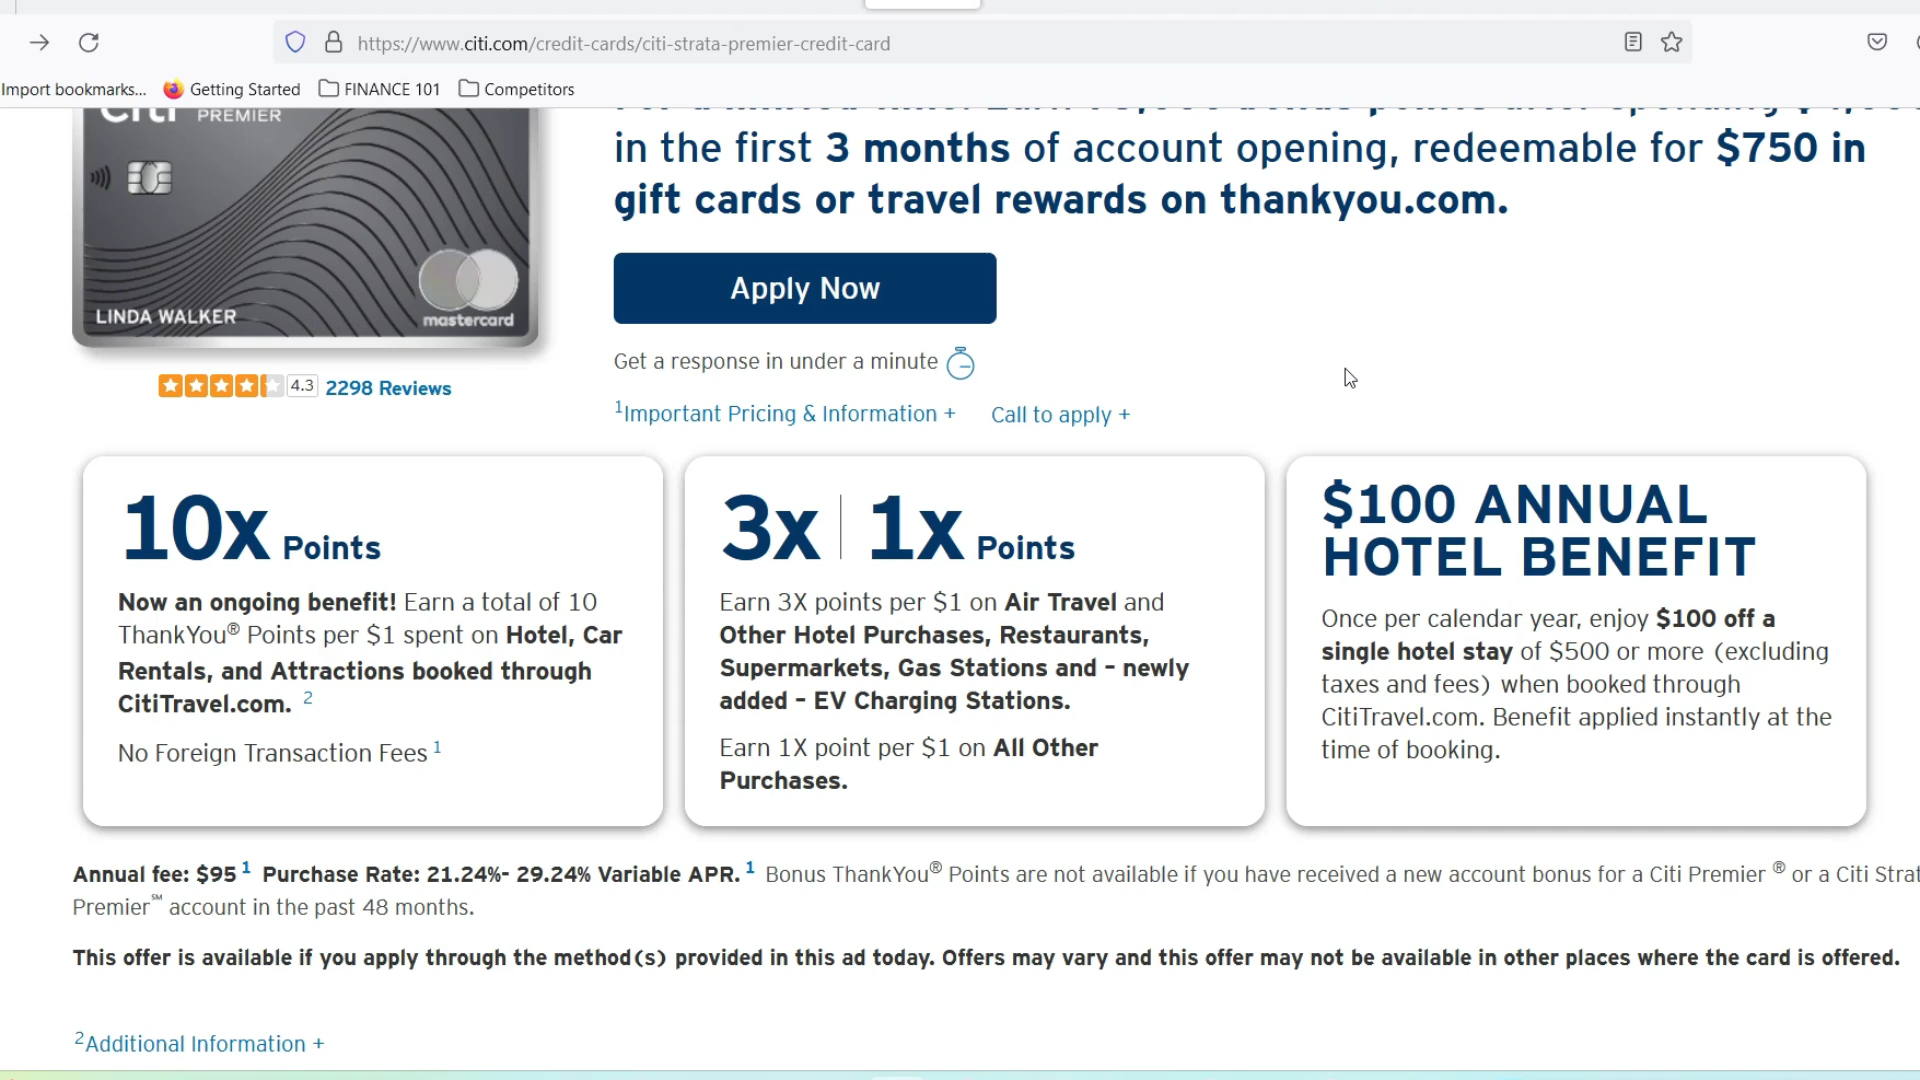 https://www.citi.com/credit-cards/citi-strata-premier-credit-card
Import bookmarks... Getting Started FINANCE 101 Competitors
citi PREMIER
in the first 3 months of account opening, redeemable for $750 in
gift cards or travel rewards on thankyou.com.
LINDA WALKER
mastercard
Apply Now
Get a response in under a minute
4.3 2298 Reviews
¹Important Pricing & Information + Call to apply +
10x Points
Now an ongoing benefit! Earn a total of 10
ThankYou® Points per $1 spent on Hotel, Car
Rentals, and Attractions booked through
CitiTravel.com. ²
No Foreign Transaction Fees ¹
3x | 1x Points
Earn 3X points per $1 on Air Travel and
Other Hotel Purchases, Restaurants,
Supermarkets, Gas Stations and - newly
added - EV Charging Stations.
Earn 1X point per $1 on All Other
Purchases.
$100 ANNUAL
HOTEL BENEFIT
Once per calendar year, enjoy $100 off a
single hotel stay of $500 or more (excluding
taxes and fees) when booked through
CitiTravel.com. Benefit applied instantly at the
time of booking.
Annual fee: $95 ¹ Purchase Rate: 21.24%- 29.24% Variable APR. ¹ Bonus ThankYou® Points are not available if you have received a new account bonus for a Citi Premier ® or a Citi Strat
Premier℠ account in the past 48 months.
This offer is available if you apply through the method(s) provided in this ad today. Offers may vary and this offer may not be available in other places where the card is offered.
²Additional Information +